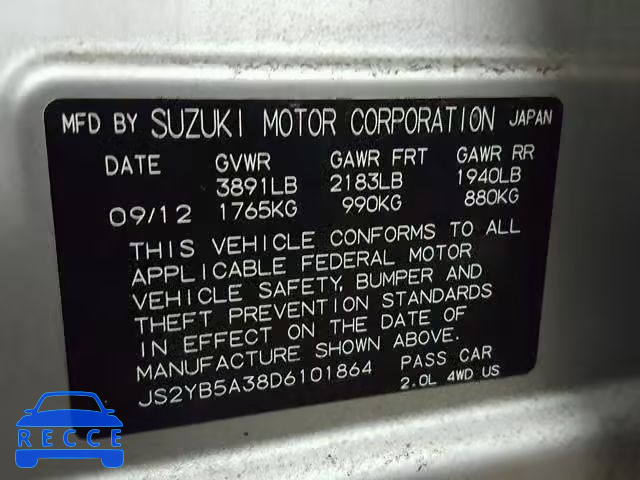 MFD BY SUZUKI MOTOR CORPORATION JAPAN
DATE GVWR GAWR FRT GAWR RR
3891LB 2183LB 1940LB
09/12 1765KG 990KG 880KG
THIS VEHICLE CONFORMS TO ALL
APPLICABLE FEDERAL MOTOR
VEHICLE SAFETY, BUMPER AND
THEFT PREVENTION STANDARDS
IN EFFECT ON THE DATE OF
MANUFACTURE SHOWN ABOVE.
JS2YB5A38D6101864 PASS CAR
2.0L 4WD US
RECCE